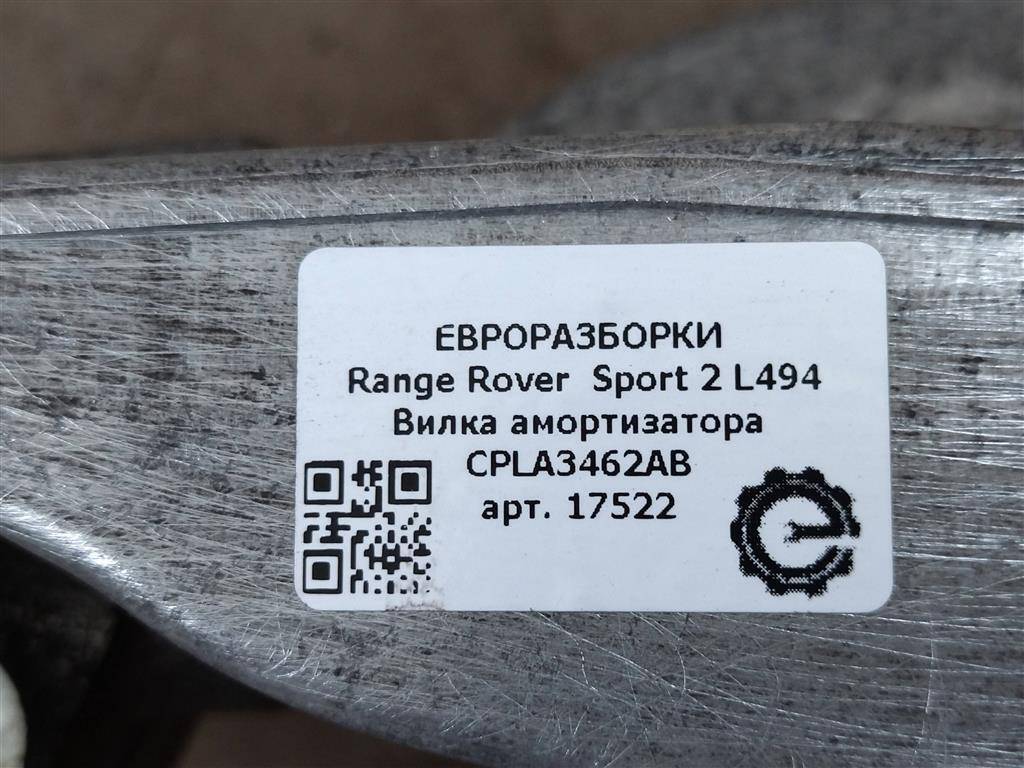 ЕВРОРАЗБОРКИ
Range Rover Sport 2 L494
Вилка амортизатора
CPLA3462AB
арт. 17522